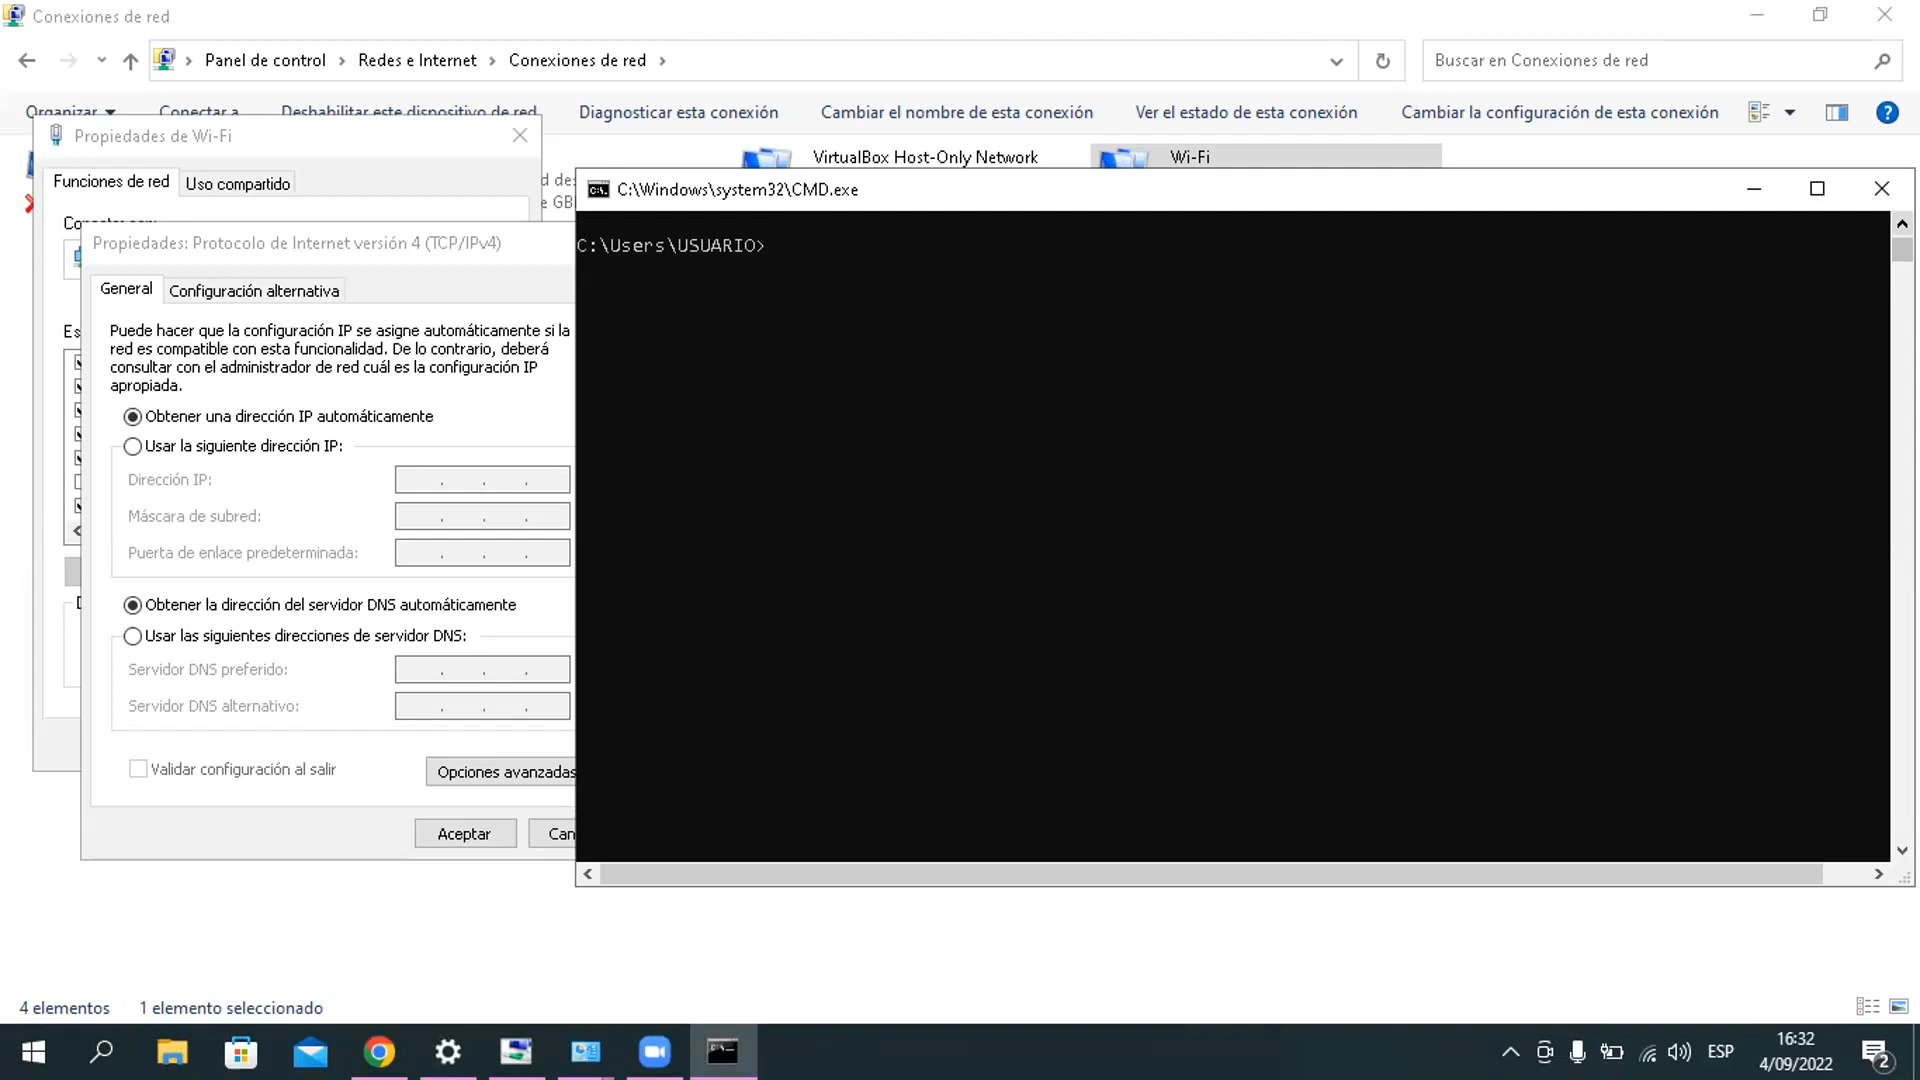 Conexiones de red
Panel de control > Redes e Internet > Conexiones de red >
Buscar en Conexiones de red
Organizar
Conectar a
Deshabilitar este dispositivo de red
Diagnosticar esta conexión
Cambiar el nombre de esta conexión
Ver el estado de esta conexión
Cambiar la configuración de esta conexión
Propiedades de Wi-Fi
VirtualBox Host-Only Network
Wi-Fi
Funciones de red
Uso compartido
C:\Windows\system32\CMD.exe
C:\Users\USUARIO>
Propiedades: Protocolo de Internet versión 4 (TCP/IPv4)
General
Configuración alternativa
Puede hacer que la configuración IP se asigne automáticamente si la
red es compatible con esta funcionalidad. De lo contrario, deberá
consultar con el administrador de red cuál es la configuración IP
apropiada.
Obtener una dirección IP automáticamente
Usar la siguiente dirección IP:
Dirección IP:
Máscara de subred:
Puerta de enlace predeterminada:
Obtener la dirección del servidor DNS automáticamente
Usar las siguientes direcciones de servidor DNS:
Servidor DNS preferido:
Servidor DNS alternativo:
Validar configuración al salir
Opciones avanzadas
Aceptar
Can
4 elementos
1 elemento seleccionado
ESP
16:32
4/09/2022
2